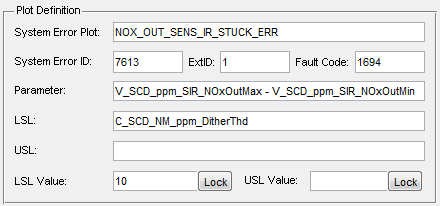 Plot Definition
System Error Plot: NOX_OUT_SENS_IR_STUCK_ERR
System Error ID: 7613 ExtID: 1 Fault Code: 1694
Parameter: V_SCD_ppm_SIR_NOxOutMax - V_SCD_ppm_SIR_NOxOutMin
LSL: C_SCD_NM_ppm_DitherThd
USL:
LSL Value: 10 Lock USL Value: Lock